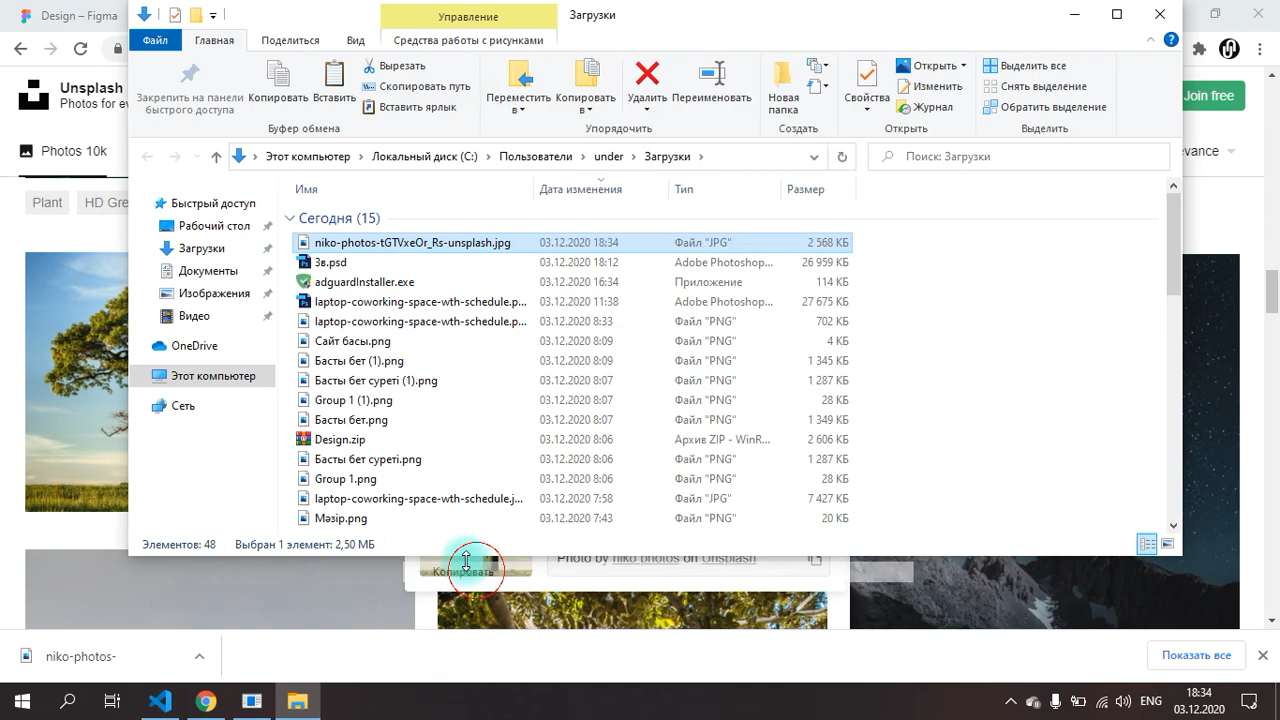 Design – Figma
Управление
Загрузки
Файл
Главная
Поделиться
Вид
Средства работы с рисунками
Закрепить на панели быстрого доступа
Копировать
Вставить
Вырезать
Скопировать путь
Вставить ярлык
Буфер обмена
Переместить в
Копировать в
Удалить
Переименовать
Упорядочить
Новая папка
Создать
Свойства
Открыть
Изменить
Журнал
Открыть
Выделить все
Снять выделение
Обратить выделение
Выделить
Unsplash
Photos for ev
Join free
Photos 10k
Plant
HD Gre
evance
Этот компьютер
Локальный диск (C:)
Пользователи
under
Загрузки
Поиск: Загрузки
Быстрый доступ
Рабочий стол
Загрузки
Документы
Изображения
Видео
OneDrive
Этот компьютер
Сеть
Имя Дата изменения Тип Размер
Сегодня (15)
niko-photos-tGTVxeOr_Rs-unsplash.jpg 03.12.2020 18:34 Файл "JPG" 2 568 КБ
3в.psd 03.12.2020 18:12 Adobe Photoshop... 26 959 КБ
adguardInstaller.exe 03.12.2020 16:34 Приложение 114 КБ
laptop-coworking-space-wth-schedule.p... 03.12.2020 11:38 Adobe Photoshop... 27 675 КБ
laptop-coworking-space-wth-schedule.p... 03.12.2020 8:33 Файл "PNG" 702 КБ
Сайт басы.png 03.12.2020 8:09 Файл "PNG" 4 КБ
Басты бет (1).png 03.12.2020 8:09 Файл "PNG" 1 345 КБ
Басты бет суреті (1).png 03.12.2020 8:07 Файл "PNG" 1 287 КБ
Group 1 (1).png 03.12.2020 8:07 Файл "PNG" 28 КБ
Басты бет.png 03.12.2020 8:07 Файл "PNG" 1 349 КБ
Design.zip 03.12.2020 8:06 Архив ZIP - WinR... 2 606 КБ
Басты бет суреті.png 03.12.2020 8:06 Файл "PNG" 1 287 КБ
Group 1.png 03.12.2020 8:06 Файл "PNG" 28 КБ
laptop-coworking-space-wth-schedule.j... 03.12.2020 7:58 Файл "JPG" 7 427 КБ
Мәзір.png 03.12.2020 7:43 Файл "PNG" 20 КБ
Элементов: 48 Выбран 1 элемент: 2,50 МБ
Копировать
Photo by niko photos on Unsplash
niko-photos-
Показать все
ENG
18:34
03.12.2020